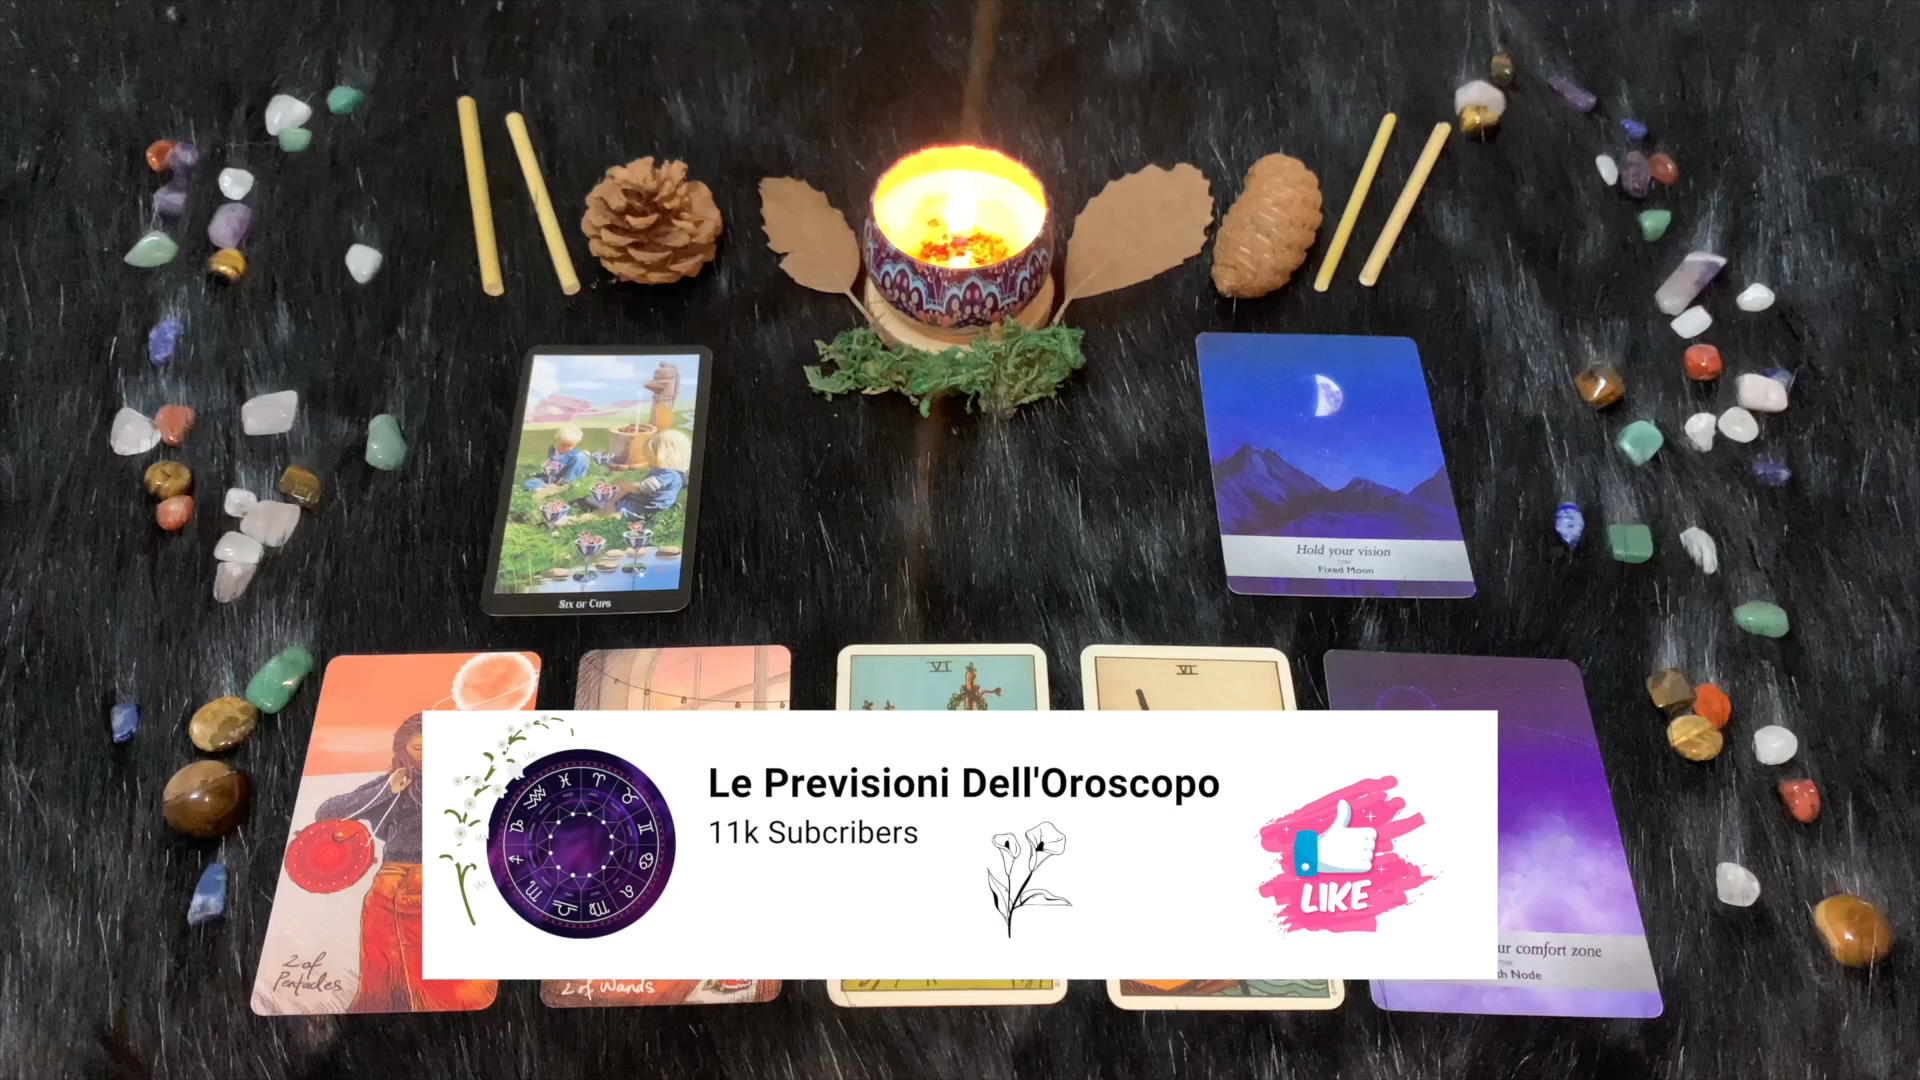 Hold your vision
Fixed Moon
SIX OF CUPS
VI
VI
Le Previsioni Dell'Oroscopo
11k Subcribers
LIKE
ur comfort zone
th Node
2 of
Pentacles
2 of Wands